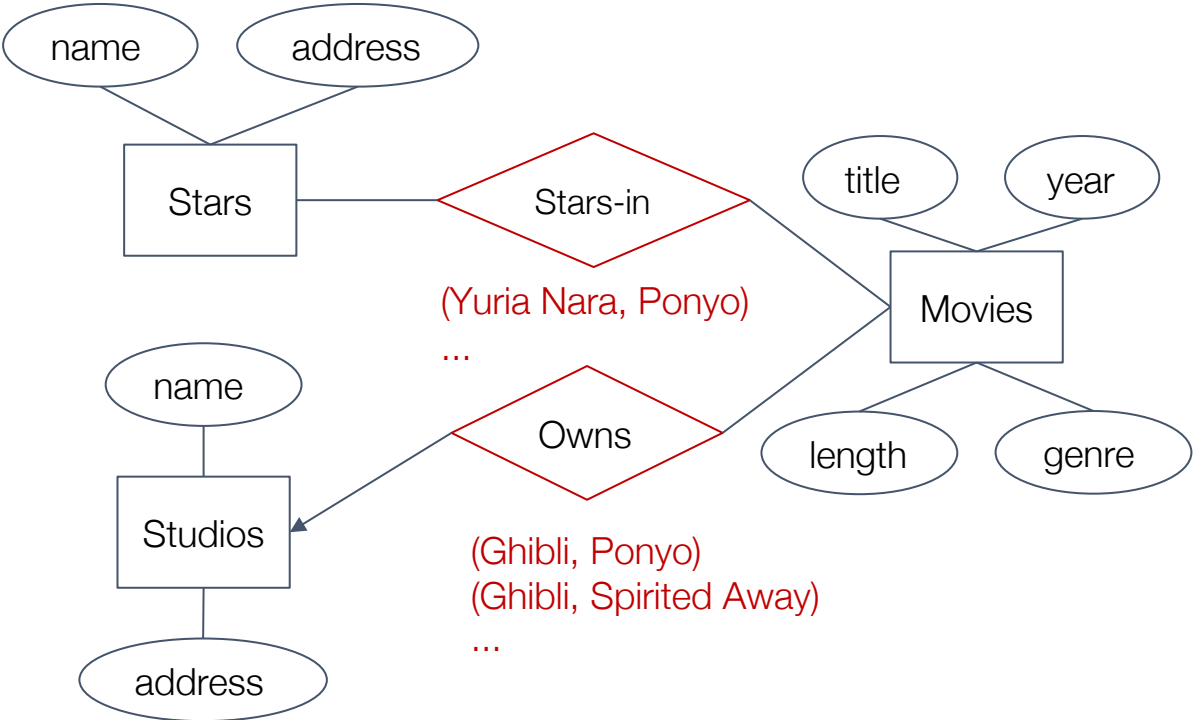 name
address
Stars
Stars-in
title
year
Movies
(Yuria Nara, Ponyo)
...
name
Owns
length
genre
Studios
(Ghibli, Ponyo)
(Ghibli, Spirited Away)
...
address